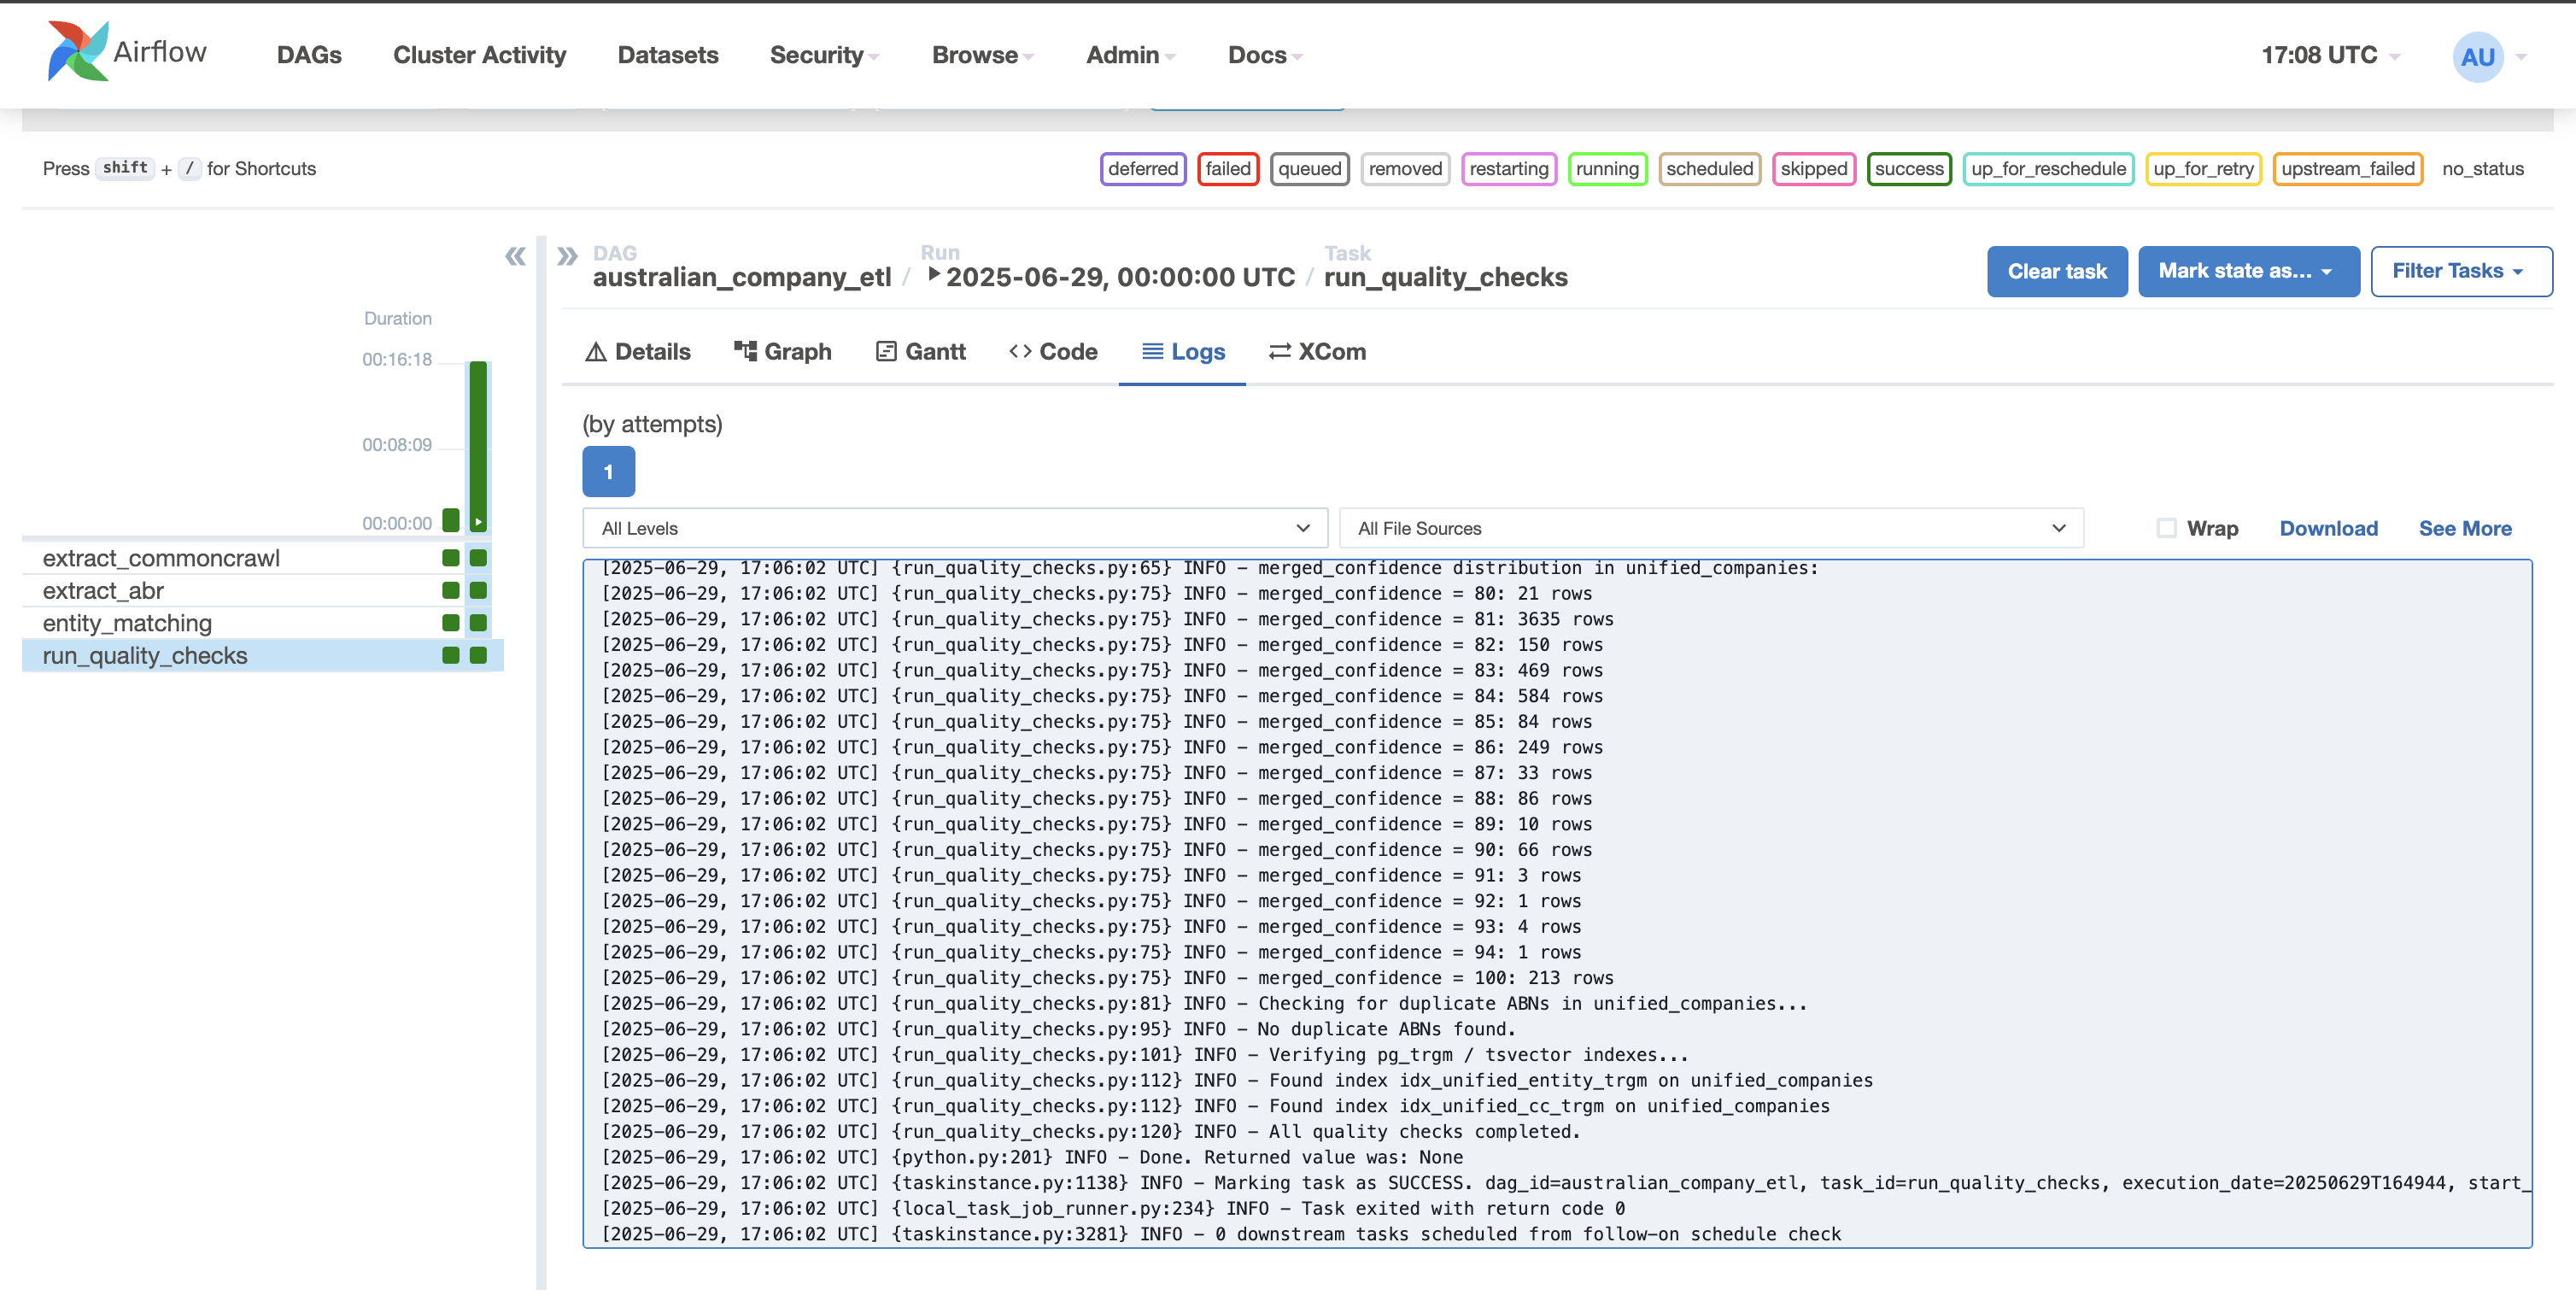 Airflow DAGs Cluster Activity Datasets Security Browse Admin Docs 17:08 UTC AU
Press shift + / for Shortcuts deferred failed queued removed restarting running scheduled skipped success up_for_reschedule up_for_retry upstream_failed no_status
DAG Run Task
australian_company_etl / 2025-06-29, 00:00:00 UTC / run_quality_checks Clear task Mark state as... Filter Tasks
Duration
00:16:18
00:08:09
00:00:00
extract_commoncrawl
extract_abr
entity_matching
run_quality_checks
Details Graph Gantt Code Logs XCom
(by attempts)
1
All Levels All File Sources Wrap Download See More
[2025-06-29, 17:06:02 UTC] {run_quality_checks.py:65} INFO - merged_confidence distribution in unified_companies:
[2025-06-29, 17:06:02 UTC] {run_quality_checks.py:75} INFO - merged_confidence = 80: 21 rows
[2025-06-29, 17:06:02 UTC] {run_quality_checks.py:75} INFO - merged_confidence = 81: 3635 rows
[2025-06-29, 17:06:02 UTC] {run_quality_checks.py:75} INFO - merged_confidence = 82: 150 rows
[2025-06-29, 17:06:02 UTC] {run_quality_checks.py:75} INFO - merged_confidence = 83: 469 rows
[2025-06-29, 17:06:02 UTC] {run_quality_checks.py:75} INFO - merged_confidence = 84: 584 rows
[2025-06-29, 17:06:02 UTC] {run_quality_checks.py:75} INFO - merged_confidence = 85: 84 rows
[2025-06-29, 17:06:02 UTC] {run_quality_checks.py:75} INFO - merged_confidence = 86: 249 rows
[2025-06-29, 17:06:02 UTC] {run_quality_checks.py:75} INFO - merged_confidence = 87: 33 rows
[2025-06-29, 17:06:02 UTC] {run_quality_checks.py:75} INFO - merged_confidence = 88: 86 rows
[2025-06-29, 17:06:02 UTC] {run_quality_checks.py:75} INFO - merged_confidence = 89: 10 rows
[2025-06-29, 17:06:02 UTC] {run_quality_checks.py:75} INFO - merged_confidence = 90: 66 rows
[2025-06-29, 17:06:02 UTC] {run_quality_checks.py:75} INFO - merged_confidence = 91: 3 rows
[2025-06-29, 17:06:02 UTC] {run_quality_checks.py:75} INFO - merged_confidence = 92: 1 rows
[2025-06-29, 17:06:02 UTC] {run_quality_checks.py:75} INFO - merged_confidence = 93: 4 rows
[2025-06-29, 17:06:02 UTC] {run_quality_checks.py:75} INFO - merged_confidence = 94: 1 rows
[2025-06-29, 17:06:02 UTC] {run_quality_checks.py:75} INFO - merged_confidence = 100: 213 rows
[2025-06-29, 17:06:02 UTC] {run_quality_checks.py:81} INFO - Checking for duplicate ABNs in unified_companies...
[2025-06-29, 17:06:02 UTC] {run_quality_checks.py:95} INFO - No duplicate ABNs found.
[2025-06-29, 17:06:02 UTC] {run_quality_checks.py:101} INFO - Verifying pg_trgm / tsvector indexes...
[2025-06-29, 17:06:02 UTC] {run_quality_checks.py:112} INFO - Found index idx_unified_entity_trgm on unified_companies
[2025-06-29, 17:06:02 UTC] {run_quality_checks.py:112} INFO - Found index idx_unified_cc_trgm on unified_companies
[2025-06-29, 17:06:02 UTC] {run_quality_checks.py:120} INFO - All quality checks completed.
[2025-06-29, 17:06:02 UTC] {python.py:201} INFO - Done. Returned value was: None
[2025-06-29, 17:06:02 UTC] {taskinstance.py:1138} INFO - Marking task as SUCCESS. dag_id=australian_company_etl, task_id=run_quality_checks, execution_date=20250629T164944, start_
[2025-06-29, 17:06:02 UTC] {local_task_job_runner.py:234} INFO - Task exited with return code 0
[2025-06-29, 17:06:02 UTC] {taskinstance.py:3281} INFO - 0 downstream tasks scheduled from follow-on schedule check